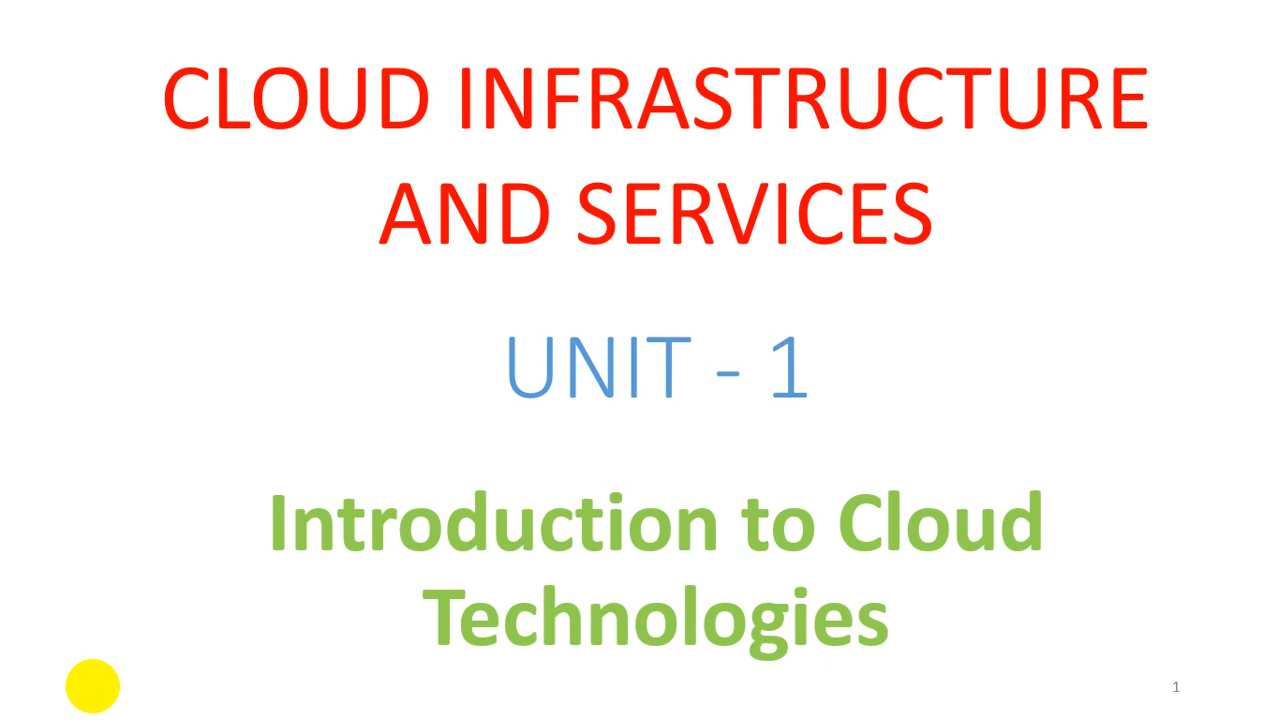 CLOUD INFRASTRUCTURE
AND SERVICES
UNIT - 1
Introduction to Cloud
Technologies
1